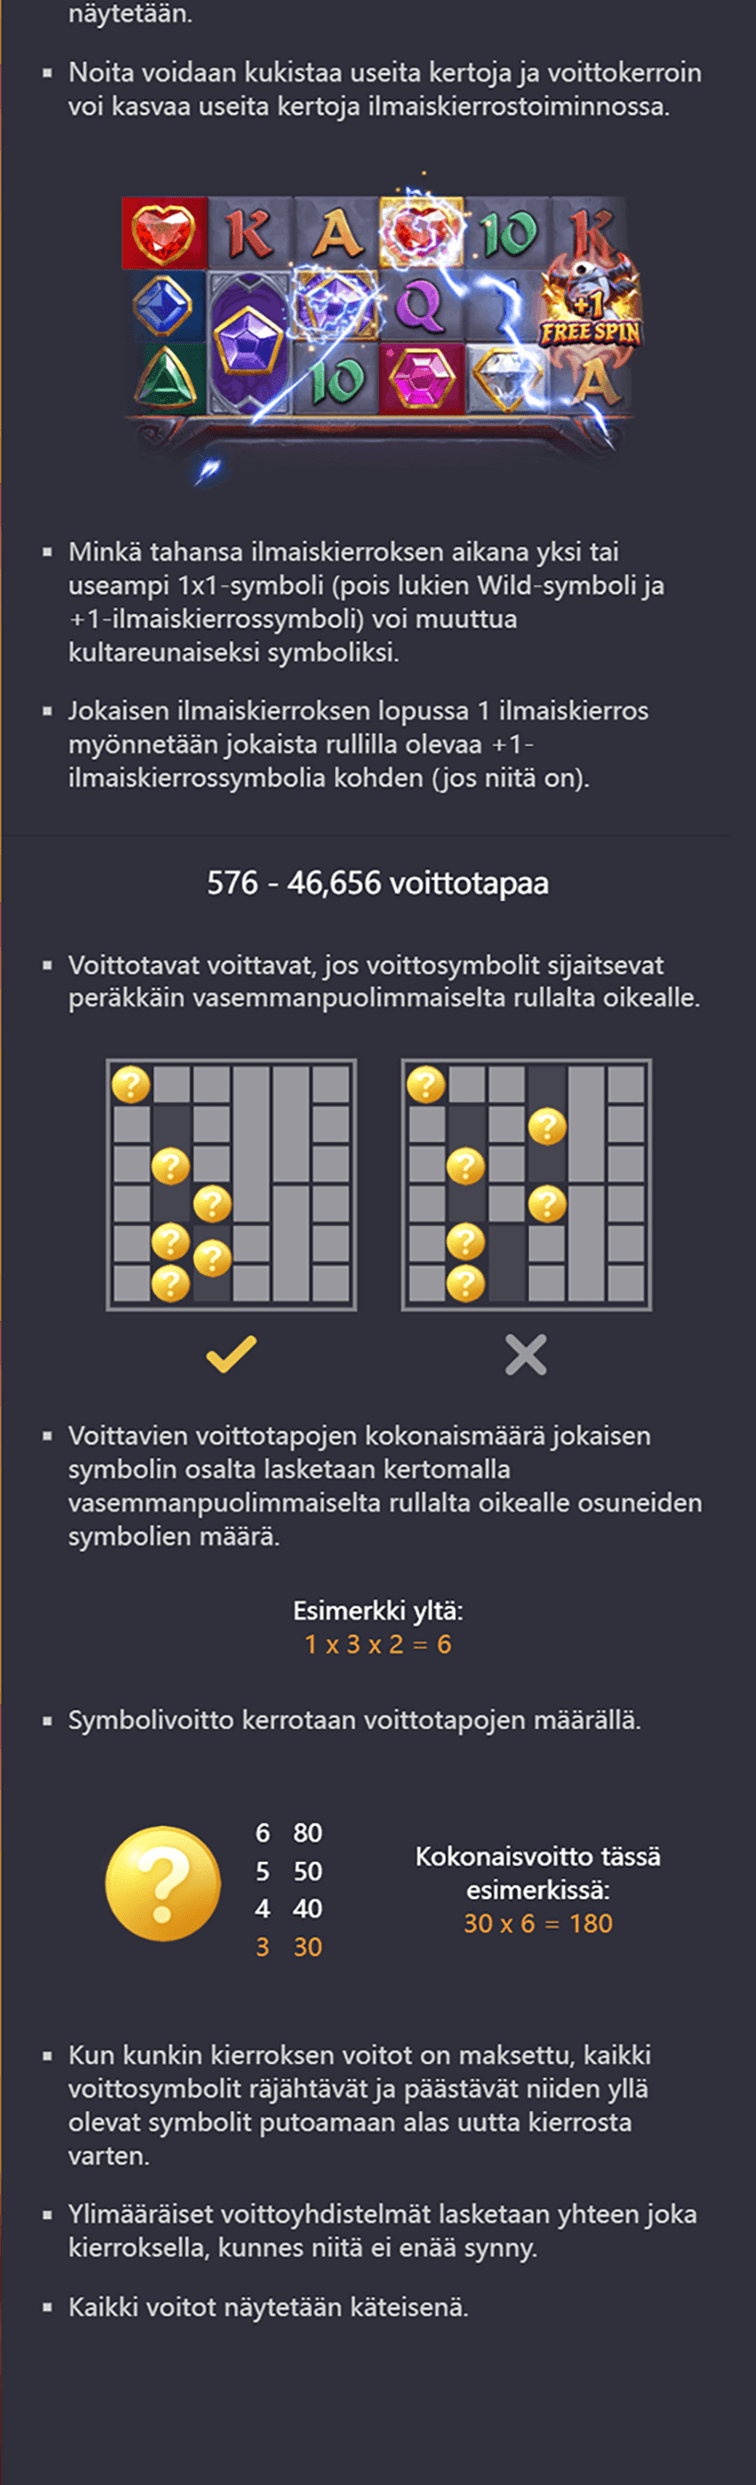 näytetään.
Noita voidaan kukistaa useita kertoja ja voittokerroin
voi kasvaa useita kertoja ilmaiskierrostoiminnossa.
K A 10 K
Q
+1
FREE SPIN
10 A
Minkä tahansa ilmaiskierroksen aikana yksi tai
useampi 1x1-symboli (pois lukien Wild-symboli ja
+1-ilmaiskierrossymboli) voi muuttua
kultareunaiseksi symboliksi.
Jokaisen ilmaiskierroksen lopussa 1 ilmaiskierros
myönnetään jokaista rullilla olevaa +1-
ilmaiskierrossymbolia kohden (jos niitä on).
576 - 46,656 voittotapaa
Voittotavat voittavat, jos voittosymbolit sijaitsevat
peräkkäin vasemmanpuolimmaiselta rullalta oikealle.
? ?
?
? ?
? ?
? ?
? ?
?
Voittavien voittotapojen kokonaismäärä jokaisen
symbolin osalta lasketaan kertomalla
vasemmanpuolimmaiselta rullalta oikealle osuneiden
symbolien määrä.
Esimerkki yltä:
1 x 3 x 2 = 6
Symbolivoitto kerrotaan voittotapojen määrällä.
?
6 80
5 50
4 40
3 30
Kokonaisvoitto tässä
esimerkissä:
30 x 6 = 180
Kun kunkin kierroksen voitot on maksettu, kaikki
voittosymbolit räjähtävät ja päästävät niiden yllä
olevat symbolit putoamaan alas uutta kierrosta
varten.
Ylimääräiset voittoyhdistelmät lasketaan yhteen joka
kierroksella, kunnes niitä ei enää synny.
Kaikki voitot näytetään käteisenä.